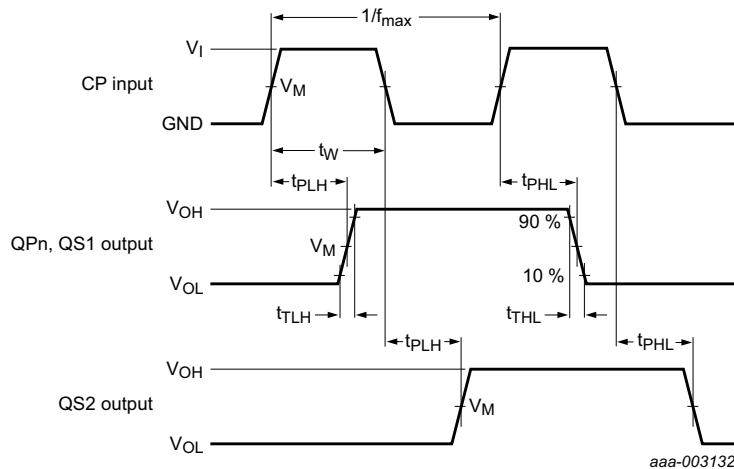 1/fmax
VI
CP input
VM
GND
tW
tPLH
tPHL
VOH
90 %
QPn, QS1 output
VM
10 %
VOL
tTLH
tTHL
tPLH
tPHL
VOH
QS2 output
VM
VOL
aaa-003132